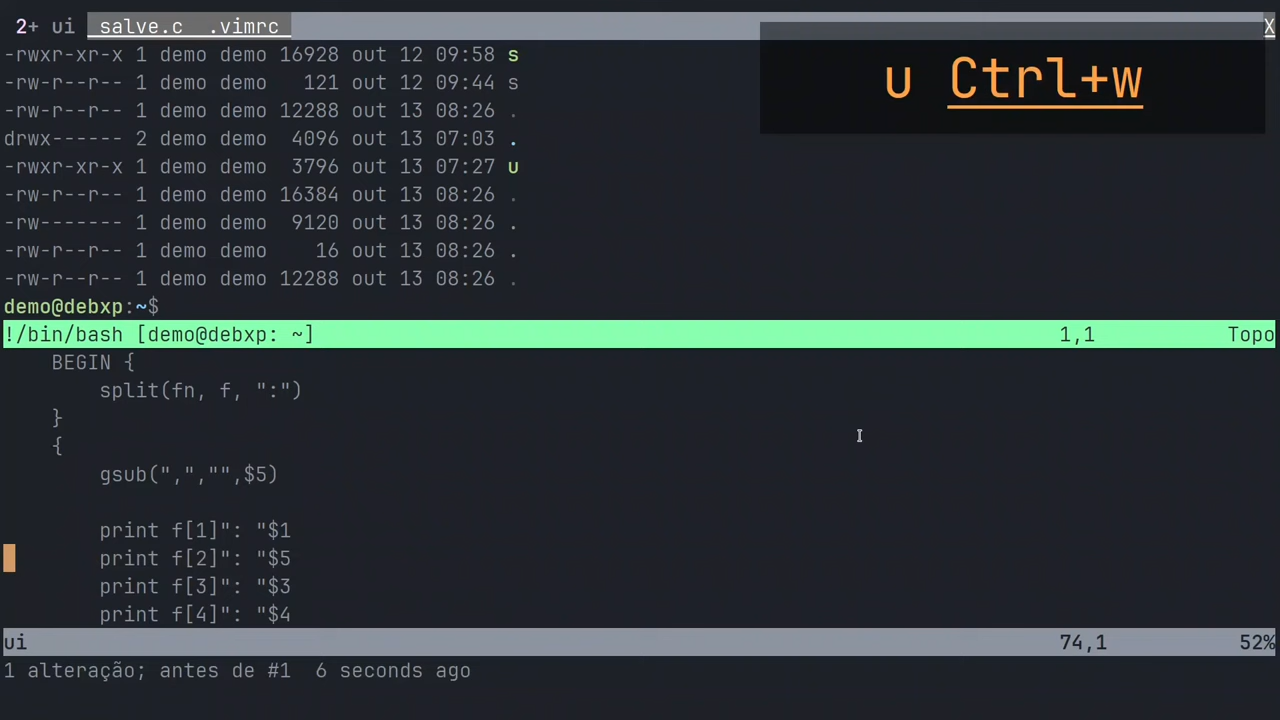 2+ ui  salve.c  .vimrc X
u Ctrl+w
-rwxr-xr-x 1 demo demo 16928 out 12 09:58 s
-rw-r--r-- 1 demo demo   121 out 12 09:44 s
-rw-r--r-- 1 demo demo 12288 out 13 08:26 .
drwx------ 2 demo demo  4096 out 13 07:03 .
-rwxr-xr-x 1 demo demo  3796 out 13 07:27 u
-rw-r--r-- 1 demo demo 16384 out 13 08:26 .
-rw------- 1 demo demo  9120 out 13 08:26 .
-rw-r--r-- 1 demo demo    16 out 13 08:26 .
-rw-r--r-- 1 demo demo 12288 out 13 08:26 .
demo@debxp:~$
!/bin/bash [demo@debxp: ~] 1,1 Topo
    BEGIN {
        split(fn, f, ":")
    }
    {
        gsub(",","",$5)
        print f[1]": "$1
        print f[2]": "$5
        print f[3]": "$3
        print f[4]": "$4
ui 74,1 52%
1 alteração; antes de #1  6 seconds ago